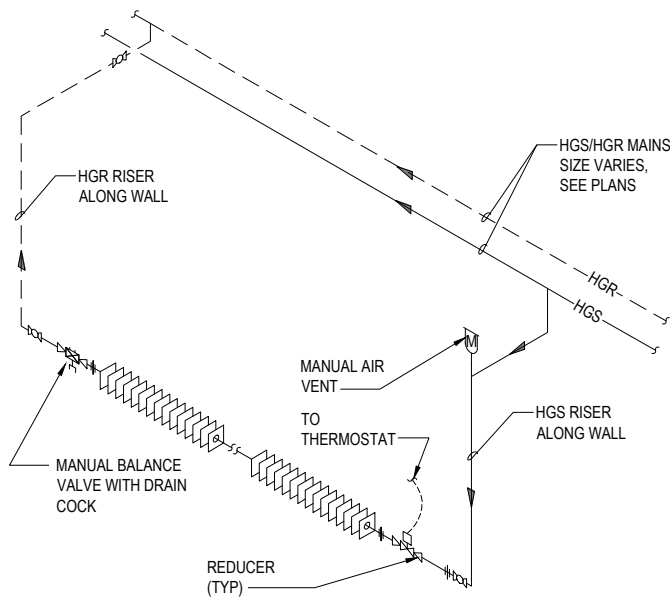 HGR RISER
ALONG WALL
HGS/HGR MAINS
SIZE VARIES,
SEE PLANS
HGR
HGS
M
MANUAL AIR
VENT
TO
THERMOSTAT
HGS RISER
ALONG WALL
MANUAL BALANCE
VALVE WITH DRAIN
COCK
REDUCER
(TYP)